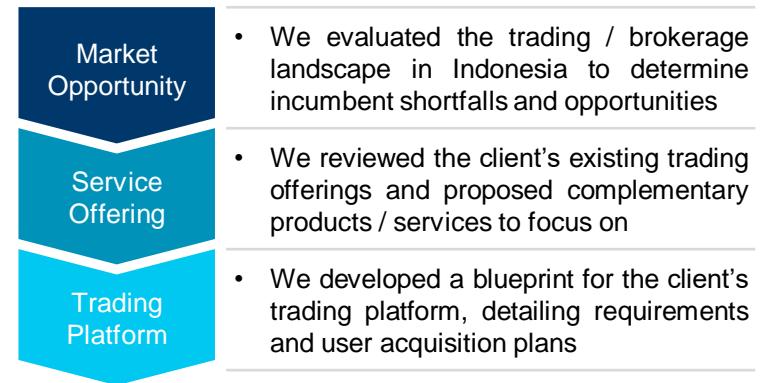 Market
Opportunity
• We evaluated the trading / brokerage
landscape in Indonesia to determine
incumbent shortfalls and opportunities
Service
Offering
• We reviewed the client's existing trading
offerings and proposed complementary
products / services to focus on
Trading
Platform
• We developed a blueprint for the client's
trading platform, detailing requirements
and user acquisition plans